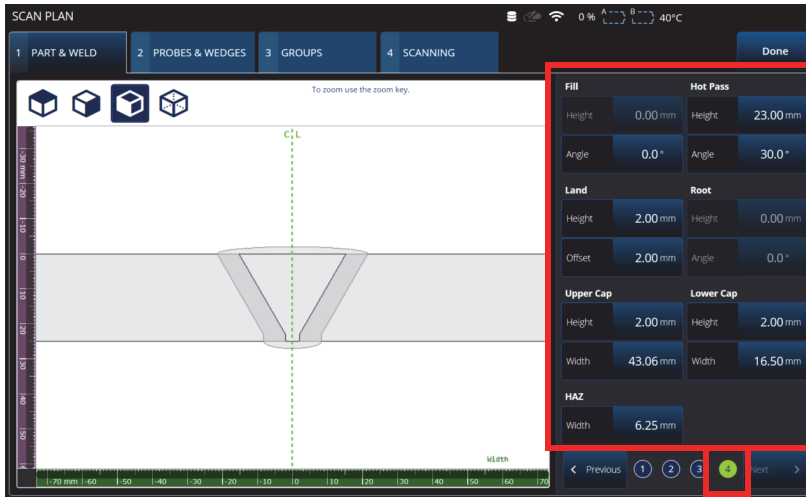 SCAN PLAN
0 % A B 40°C
1 PART & WELD 2 PROBES & WEDGES 3 GROUPS 4 SCANNING Done
To zoom use the zoom key.
C L
-30 mm -20 -10 0 10 20 30 40 50
Width
-70 mm -60 -50 -40 -30 -20 -10 0 10 20 30 40 50 60 70
Fill Hot Pass
Height 0.00 mm Height 23.00 mm
Angle 0.0 ° Angle 30.0 °
Land Root
Height 2.00 mm Height 0.00 mm
Offset 2.00 mm Angle 0.0 °
Upper Cap Lower Cap
Height 2.00 mm Height 2.00 mm
Width 43.06 mm Width 16.50 mm
HAZ
Width 6.25 mm
< Previous 1 2 3 4 Next >